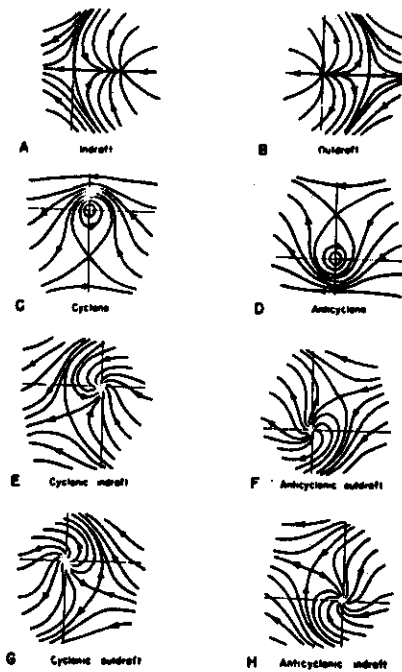 A Indraft
B Outdraft
C Cyclone
D Anticyclone
E Cyclonic indraft
F Anticyclonic outdraft
G Cyclonic outdraft
H Anticyclonic indraft